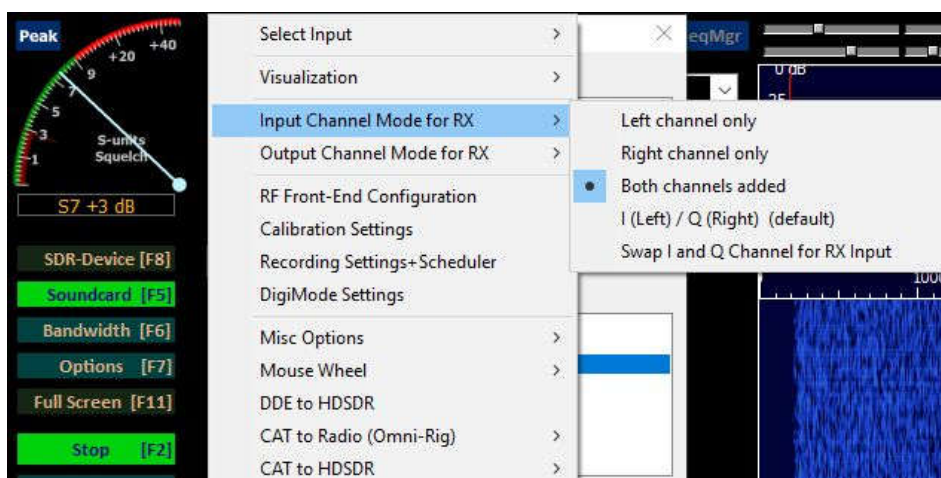 Peak
+20
+40
9
7
5
3
1
S-units
Squelch
S7 +3 dB
SDR-Device [F8]
Soundcard [F5]
Bandwidth [F6]
Options [F7]
Full Screen [F11]
Stop [F2]
Select Input
Visualization
Input Channel Mode for RX
Output Channel Mode for RX
RF Front-End Configuration
Calibration Settings
Recording Settings+Scheduler
DigiMode Settings
Misc Options
Mouse Wheel
DDE to HDSDR
CAT to Radio (Omni-Rig)
CAT to HDSDR
eqMgr
0 dB
Left channel only
Right channel only
Both channels added
I (Left) / Q (Right) (default)
Swap I and Q Channel for RX Input